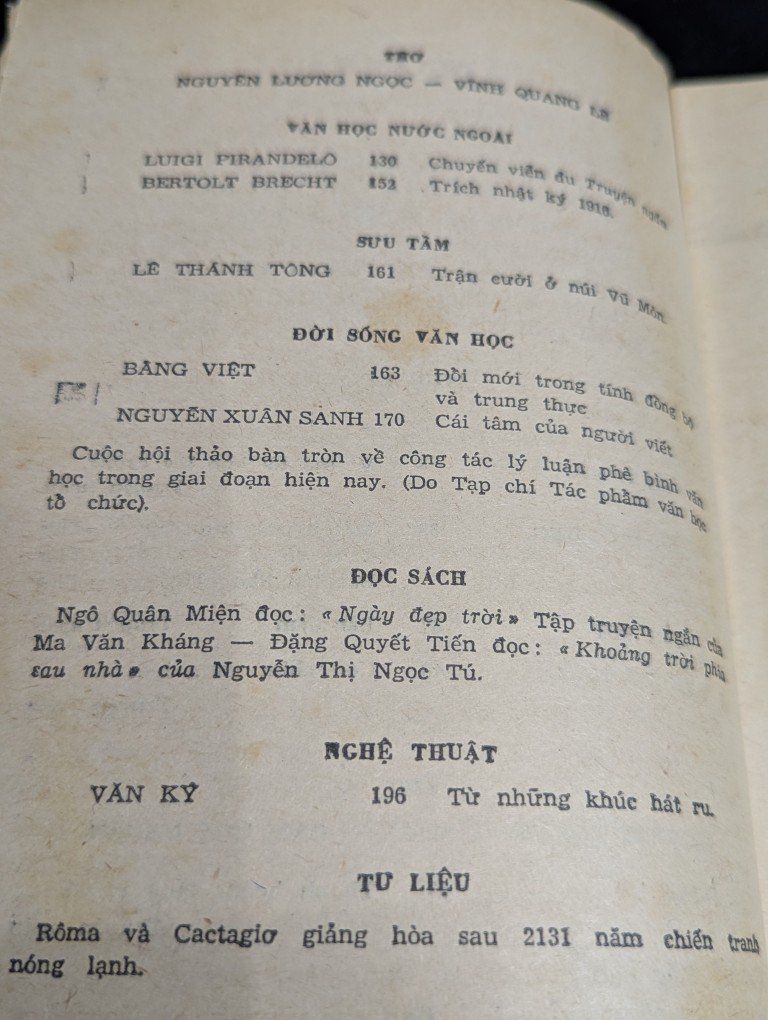 THƠ
NGUYỄN LƯƠNG NGỌC — VĨNH QUANG LÊ
VĂN HỌC NƯỚC NGOÀI
LUIGI PIRANDELO 130 Chuyến viễn du Truyện ngắn
BERTOLT BRECHT 152 Trích nhật ký 1918.
SƯU TẦM
LÊ THÁNH TÔNG 161 Trận cười ở núi Vũ Môn.
ĐỜI SỐNG VĂN HỌC
BẰNG VIỆT 163 Đồi mới trong tính đồng bộ
và trung thực
NGUYỄN XUÂN SANH 170 Cái tâm của người viết
Cuộc hội thảo bàn tròn về công tác lý luận phê bình văn
học trong giai đoạn hiện nay. (Do Tạp chí Tác phầm văn học
tồ chức).
ĐỌC SÁCH
Ngô Quân Miện đọc: «Ngày đẹp trời» Tập truyện ngắn của
Ma Văn Kháng — Đặng Quyết Tiến đọc: «Khoảng trời phía
sau nhà» của Nguyễn Thị Ngọc Tú.
NGHỆ THUẬT
VĂN KÝ 196 Từ những khúc hát ru.
TƯ LIỆU
Rôma và Cactagiơ giảng hòa sau 2131 năm chiến tranh
nóng lạnh.